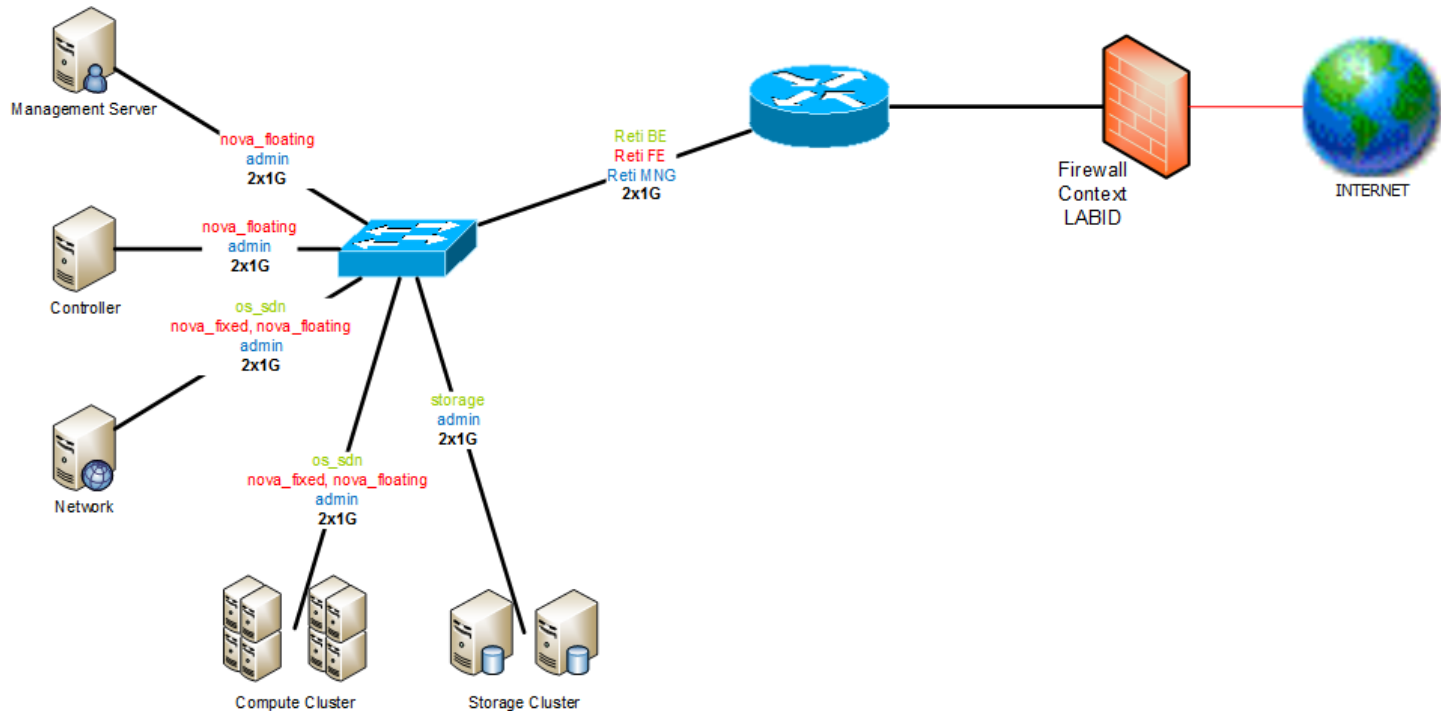 Management Server
nova_floating
admin
2x1G
Reti BE
Reti FE
Reti MNG
2x1G
Firewall
Context
LABID
INTERNET
nova_floating
admin
2x1G
Controller
os_sdn
nova_fixed, nova_floating
admin
2x1G
Network
storage
admin
2x1G
os_sdn
nova_fixed, nova_floating
admin
2x1G
Compute Cluster
Storage Cluster